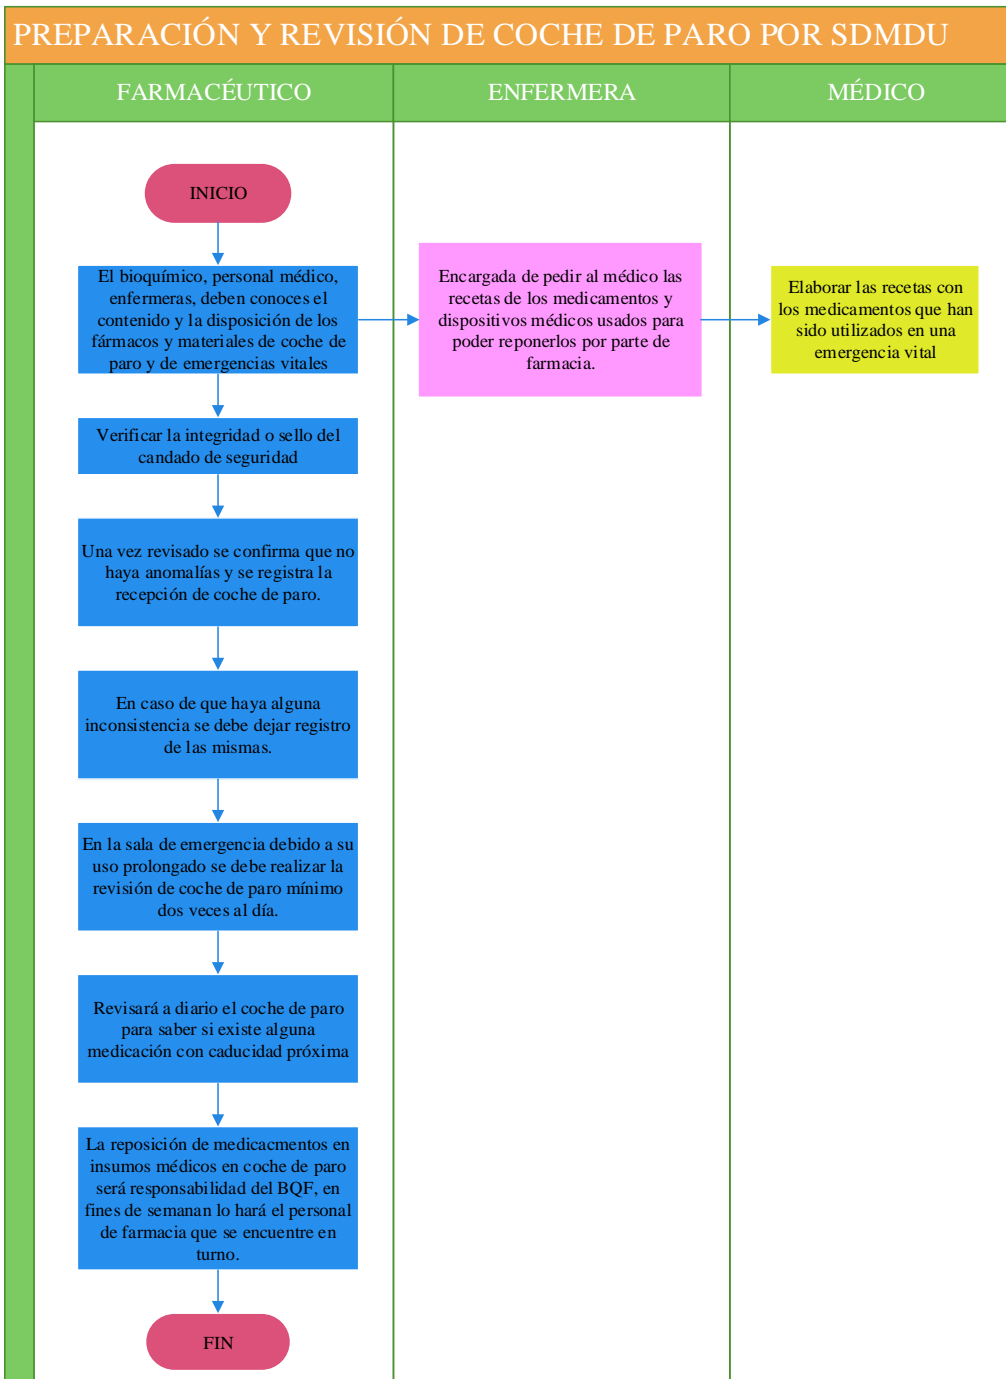 PREPARACIÓN Y REVISIÓN DE COCHE DE PARO POR SDMDU
FARMACÉUTICO
ENFERMERA
MÉDICO
INICIO
El bioquímico, personal médico,
enfermeras, deben conoces el
contenido y la disposición de los
fármacos y materiales de coche de
paro y de emergencias vitales
Encargada de pedir al médico las
recetas de los medicamentos y
dispositivos médicos usados para
poder reponerlos por parte de
farmacia.
Elaborar las recetas con
los medicamentos que han
sido utilizados en una
emergencia vital
Verificar la integridad o sello del
candado de seguridad
Una vez revisado se confirma que no
haya anomalías y se registra la
recepción de coche de paro.
En caso de que haya alguna
inconsistencia se debe dejar registro
de las mismas.
En la sala de emergencia debido a su
uso prolongado se debe realizar la
revisión de coche de paro mínimo
dos veces al día.
Revisará a diario el coche de paro
para saber si existe alguna
medicación con caducidad próxima
La reposición de medicacmentos en
insumos médicos en coche de paro
será responsabilidad del BQF, en
fines de semanan lo hará el personal
de farmacia que se encuentre en
turno.
FIN